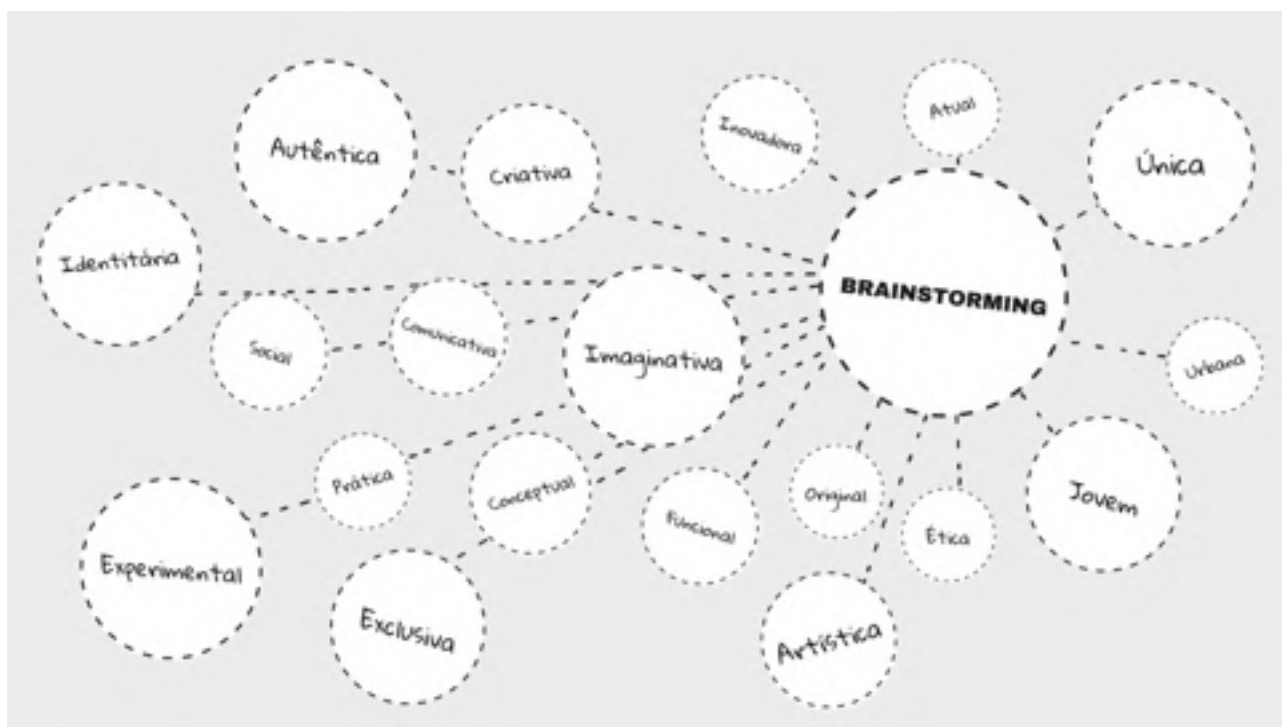 Autêntica
Criativa
Inovadora
Atual
Única
Identitária
Social
Comunicativa
Imaginativa
BRAINSTORMING
Urbana
Prática
Conceptual
Funcional
Original
Ética
Jovem
Experimental
Exclusiva
Artística